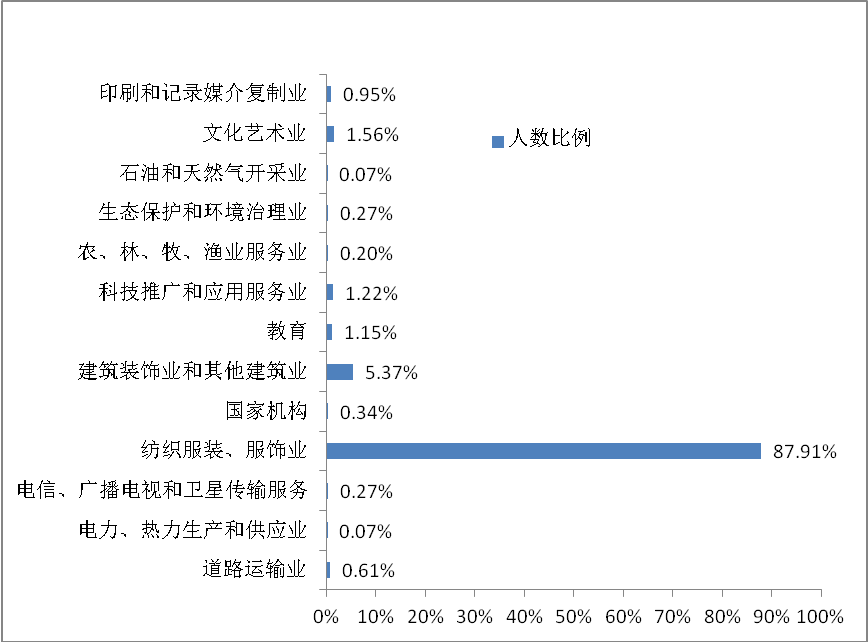 印刷和记录媒介复制业 0.95%
文化艺术业 1.56%
人数比例
石油和天然气开采业 0.07%
生态保护和环境治理业 0.27%
农、林、牧、渔业服务业 0.20%
科技推广和应用服务业 1.22%
教育 1.15%
建筑装饰业和其他建筑业 5.37%
国家机构 0.34%
纺织服装、服饰业 87.91%
电信、广播电视和卫星传输服务 0.27%
电力、热力生产和供应业 0.07%
道路运输业 0.61%
0% 10% 20% 30% 40% 50% 60% 70% 80% 90% 100%